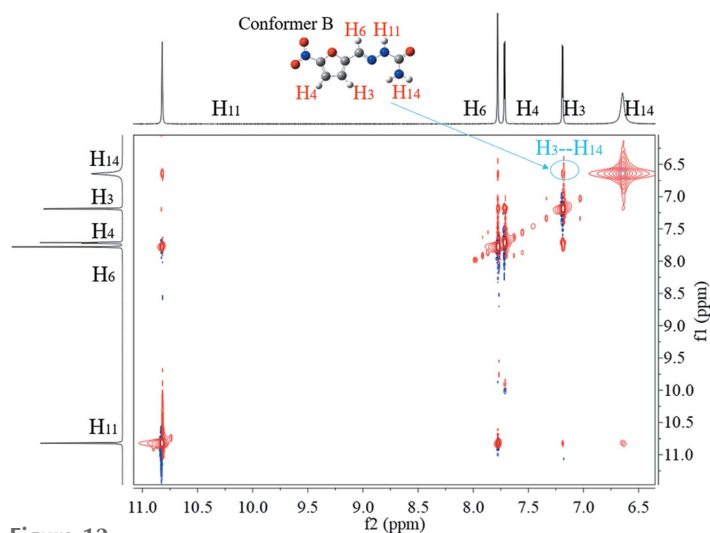 Conformer B
H6 H11
H4 H3 H14
H11 H6 H4 H3 H14
H3--H14
H14
H3
H4
H6
H11
6.5
7.0
7.5
8.0
8.5
9.0
9.5
10.0
10.5
11.0
f1 (ppm)
11.0 10.5 10.0 9.5 9.0 8.5 8.0 7.5 7.0 6.5
f2 (ppm)